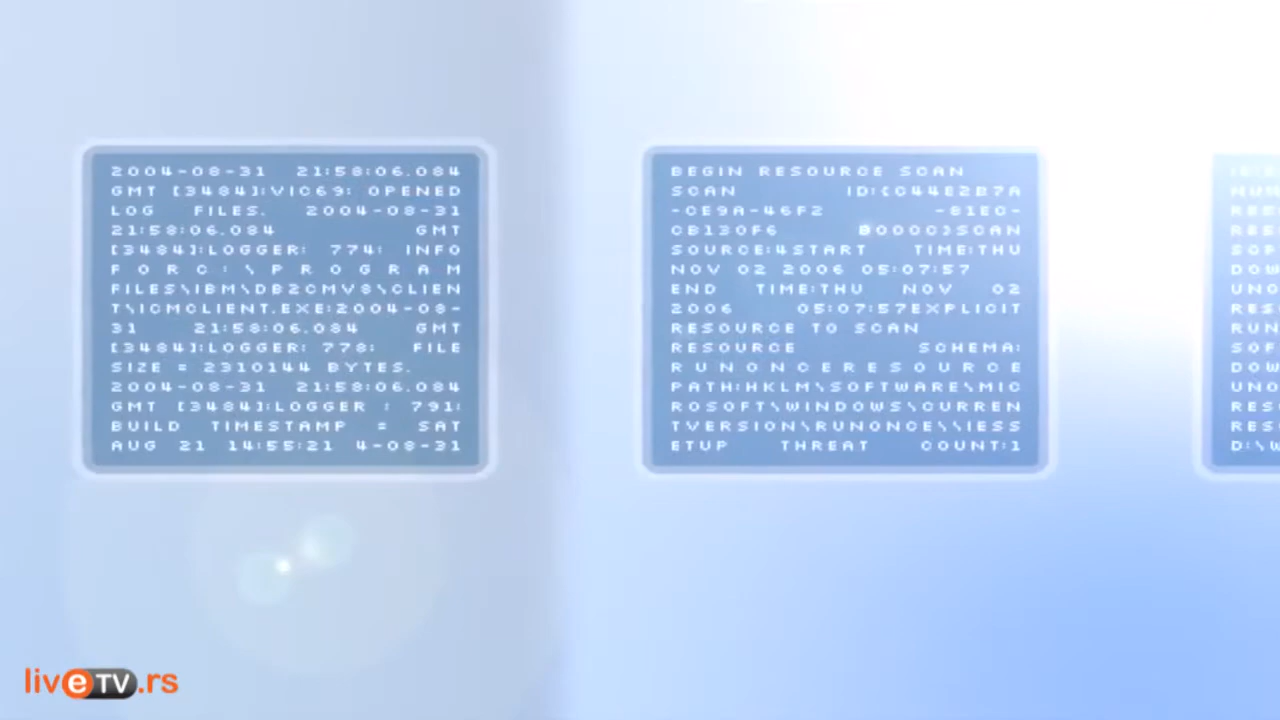 2004-08-31 21:58:06.084
GMT [3484]:VIC69: OPENED
LOG FILES. 2004-08-31
21:58:06.084 GMT
[3484]:LOGGER: 774: INFO
FORC:\PROGRAM
FILES\IBM\DB2CMV8\CLIEN
T\ICMCLIENT.EXE:2004-08-
31 21:58:06.084 GMT
[3484]:LOGGER: 778: FILE
SIZE = 2310144 BYTES.
2004-08-31 21:58:06.084
GMT [3484]:LOGGER : 791:
BUILD TIMESTAMP = SAT
AUG 21 14:55:21 4-08-31
BEGIN RESOURCE SCAN
SCAN ID:{C44E2B7A
-CE9A-46F2 -81EC-
CB130F6 0000C}SCAN
SOURCE:4START TIME:THU
NOV 02 2006 05:07:57
END TIME:THU NOV 02
2006 05:07:57EXPLICIT
RESOURCE TO SCAN
RESOURCE SCHEMA:
RUNONCERESOURCE
PATH:HKLM\SOFTWARE\MIC
ROSOFT\WINDOWS\CURREN
TVERSION\RUNONCE\\IESS
ETUP THREAT COUNT:1
liveTV.rs